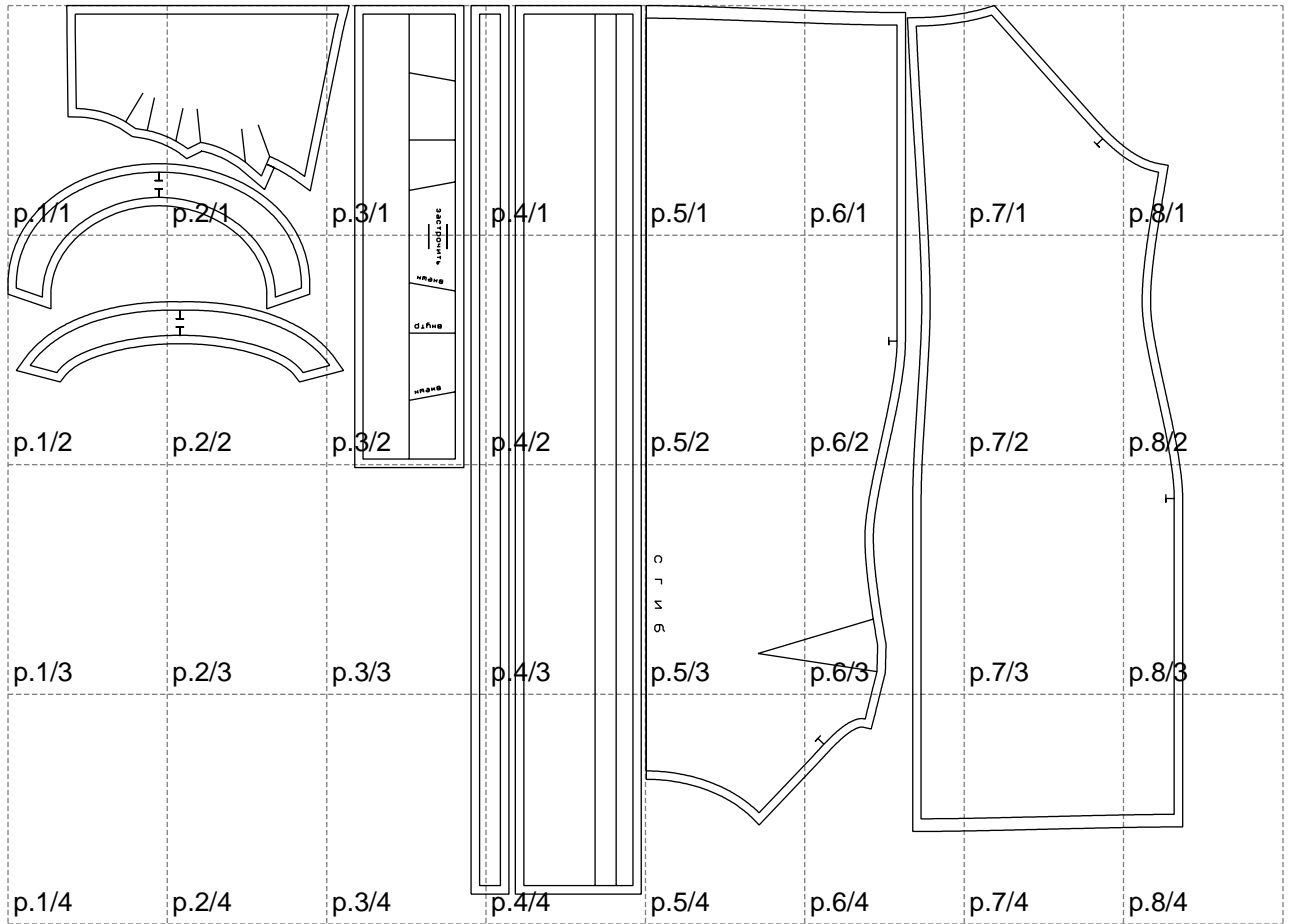 p.1/1 p.2/1 p.3/1 p.4/1 p.5/1 p.6/1 p.7/1 p.8/1
застрочить
внешн
внутр
внешн
p.1/2 p.2/2 p.3/2 p.4/2 p.5/2 p.6/2 p.7/2 p.8/2
сгиб
p.1/3 p.2/3 p.3/3 p.4/3 p.5/3 p.6/3 p.7/3 p.8/3
p.1/4 p.2/4 p.3/4 p.4/4 p.5/4 p.6/4 p.7/4 p.8/4